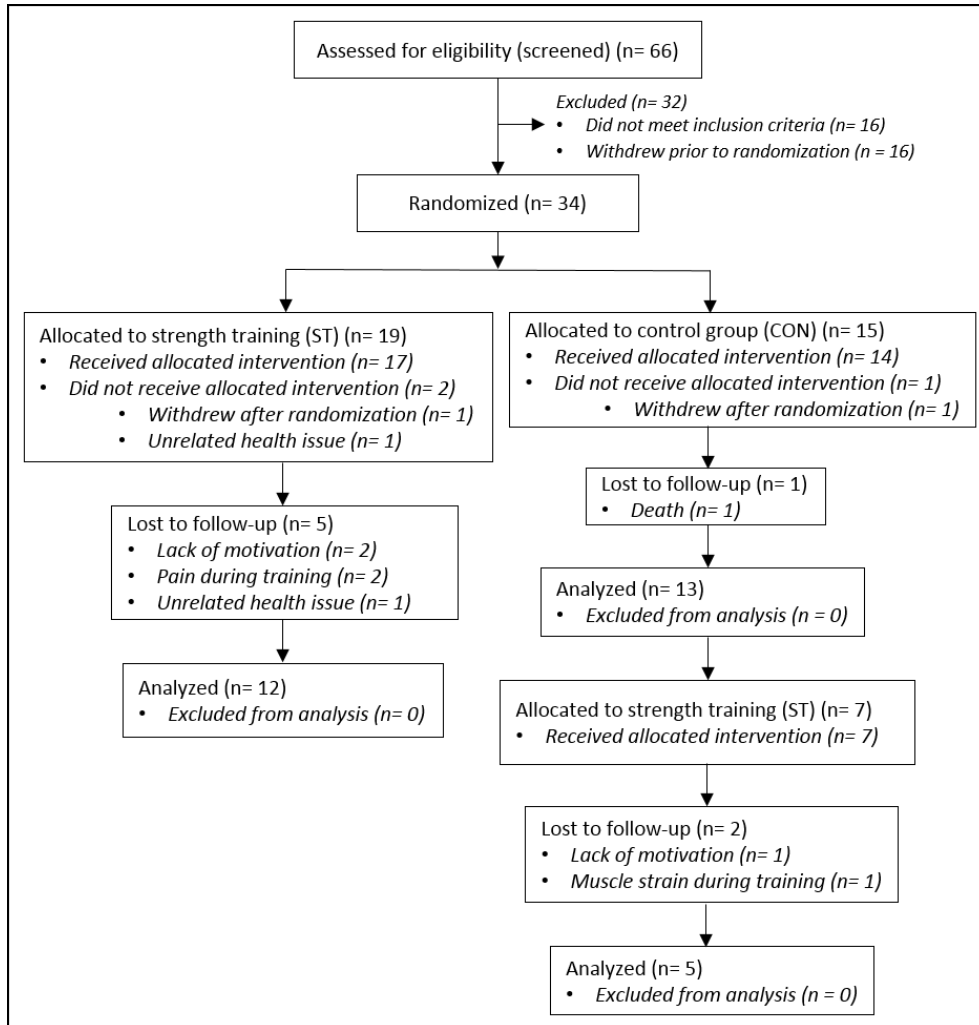 Assessed for eligibility (screened) (n= 66)
Excluded (n= 32)
• Did not meet inclusion criteria (n= 16)
• Withdrew prior to randomization (n = 16)
Randomized (n= 34)
Allocated to strength training (ST) (n= 19)
• Received allocated intervention (n= 17)
• Did not receive allocated intervention (n= 2)
• Withdrew after randomization (n= 1)
• Unrelated health issue (n= 1)
Lost to follow-up (n= 5)
• Lack of motivation (n= 2)
• Pain during training (n= 2)
• Unrelated health issue (n= 1)
Analyzed (n= 12)
• Excluded from analysis (n= 0)
Allocated to control group (CON) (n= 15)
• Received allocated intervention (n= 14)
• Did not receive allocated intervention (n= 1)
• Withdrew after randomization (n= 1)
Lost to follow-up (n= 1)
• Death (n= 1)
Analyzed (n= 13)
• Excluded from analysis (n = 0)
Allocated to strength training (ST) (n= 7)
• Received allocated intervention (n= 7)
Lost to follow-up (n= 2)
• Lack of motivation (n= 1)
• Muscle strain during training (n= 1)
Analyzed (n= 5)
• Excluded from analysis (n = 0)